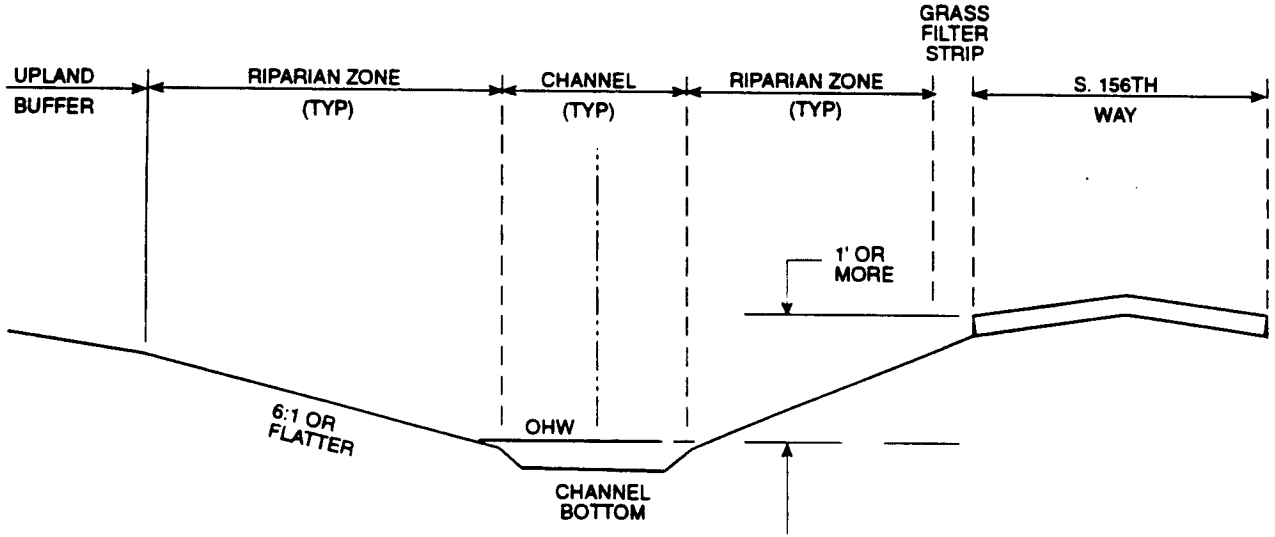 GRASS
FILTER
STRIP
UPLAND
BUFFER
RIPARIAN ZONE
(TYP)
CHANNEL
(TYP)
RIPARIAN ZONE
(TYP)
S. 156TH
WAY
1' OR
MORE
6:1 OR
FLATTER
OHW
CHANNEL
BOTTOM